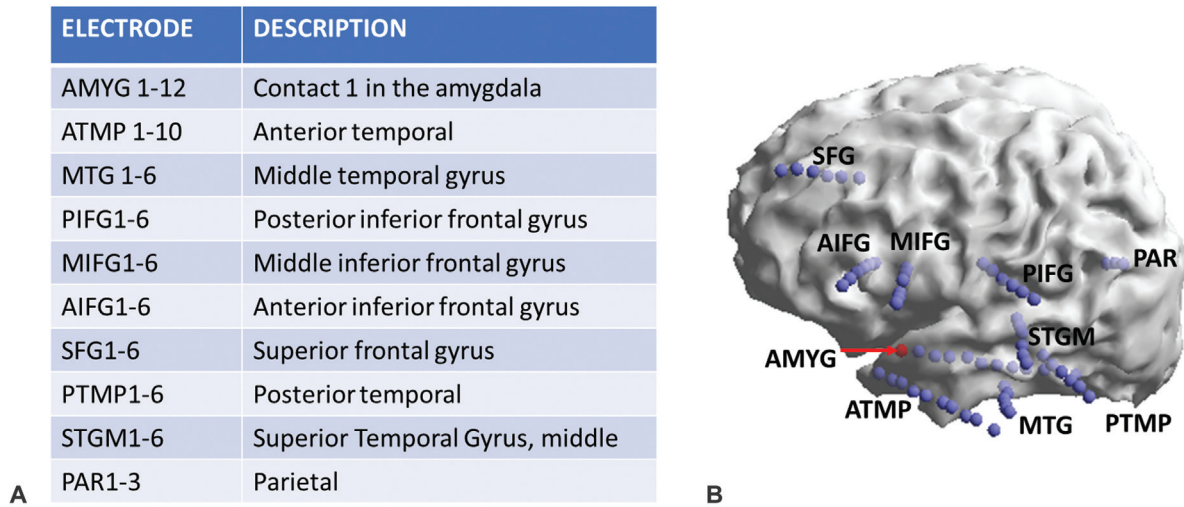 ELECTRODE DESCRIPTION
AMYG 1-12 Contact 1 in the amygdala
ATMP 1-10 Anterior temporal
MTG 1-6 Middle temporal gyrus
PIFG1-6 Posterior inferior frontal gyrus
MIFG1-6 Middle inferior frontal gyrus
AIFG1-6 Anterior inferior frontal gyrus
SFG1-6 Superior frontal gyrus
PTMP1-6 Posterior temporal
STGM1-6 Superior Temporal Gyrus, middle
PAR1-3 Parietal
A
SFG
AIFG MIFG
PIFG PAR
STGM
AMYG
ATMP MTG PTMP
B